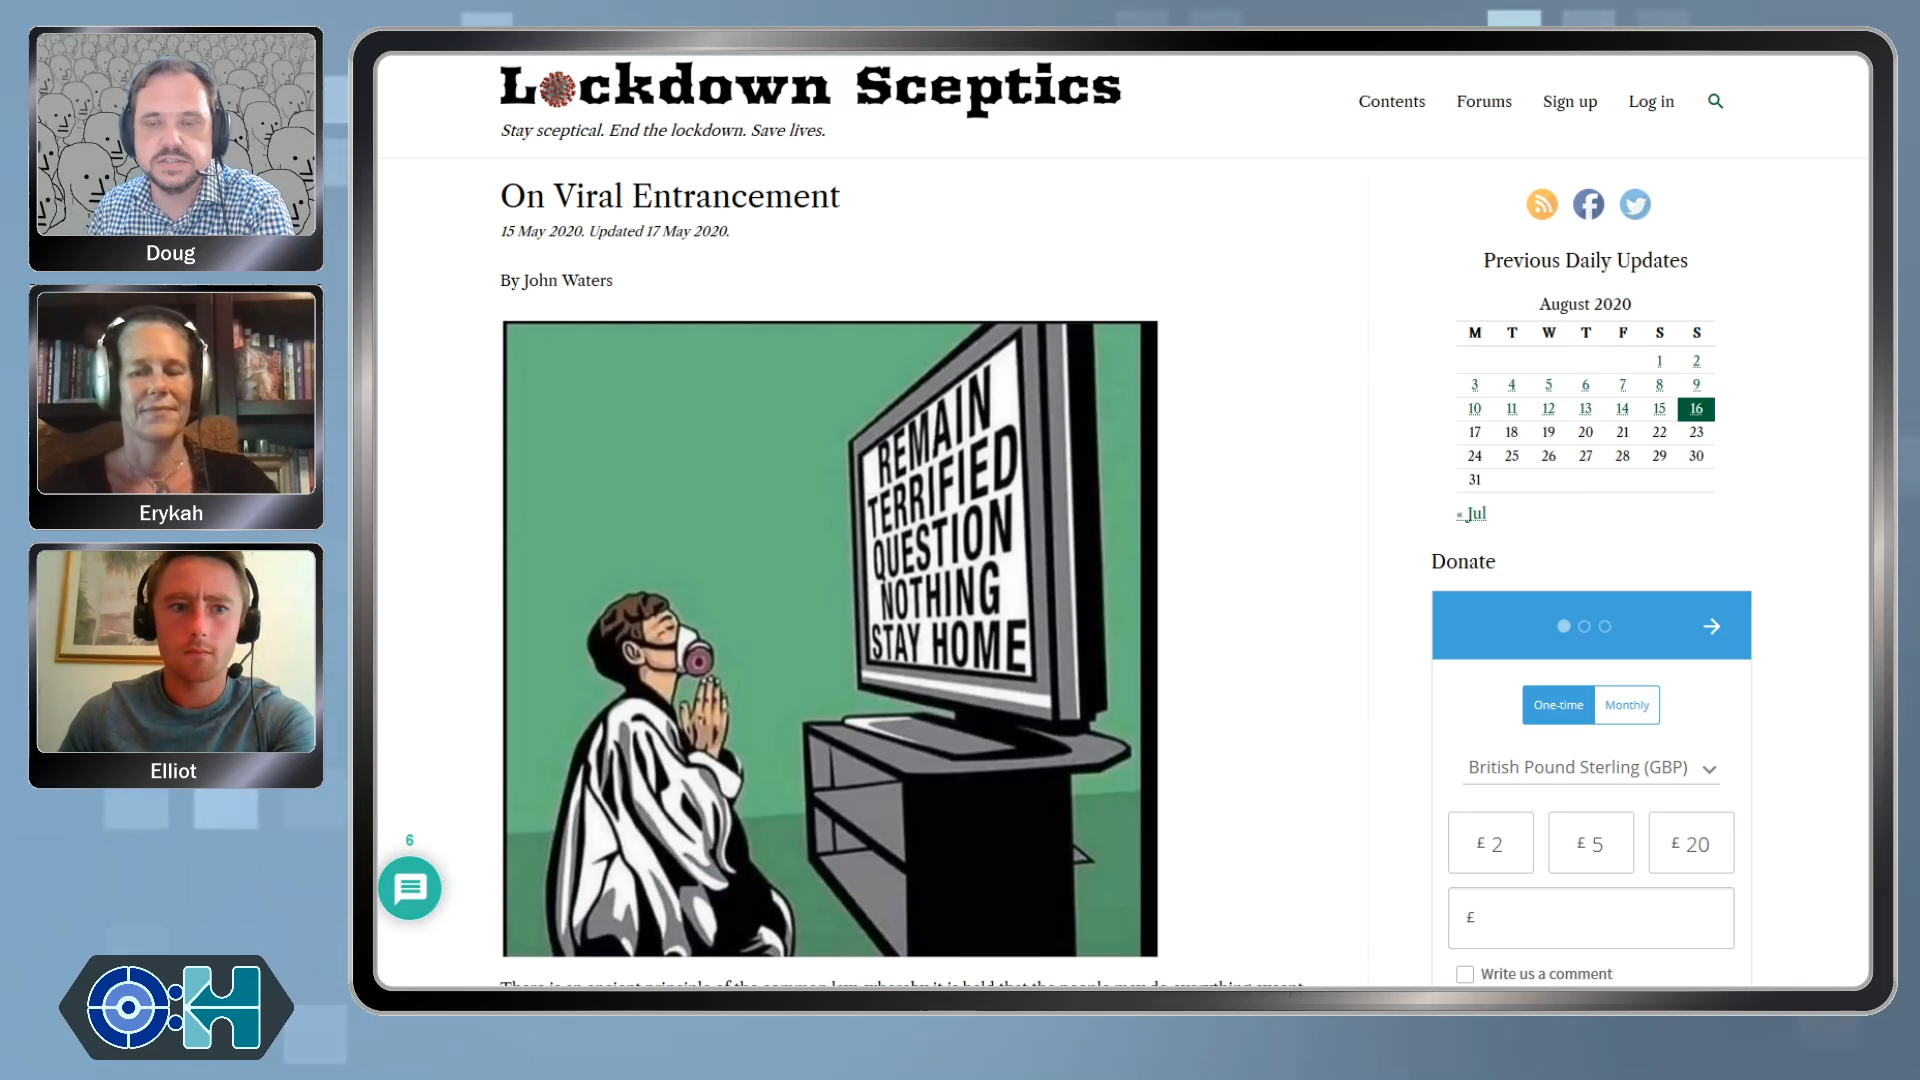 Doug
Erykah
Elliot
Lockdown Sceptics
Stay sceptical. End the lockdown. Save lives.
Contents Forums Sign up Log in
On Viral Entrancement
15 May 2020. Updated 17 May 2020.
By John Waters
REMAIN
TERRIFIED
QUESTION
NOTHING
STAY HOME
6
Previous Daily Updates
August 2020
M T W T F S S
1 2
3 4 5 6 7 8 9
10 11 12 13 14 15 16
17 18 19 20 21 22 23
24 25 26 27 28 29 30
31
« Jul
Donate
One-time Monthly
British Pound Sterling (GBP)
£ 2 £ 5 £ 20
£
Write us a comment